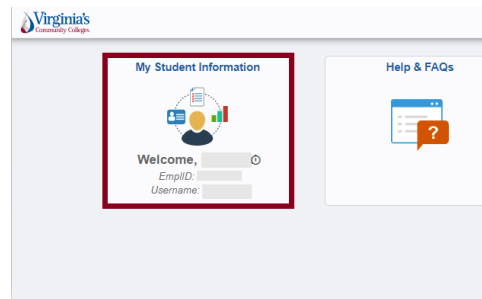 Virginia's
Community Colleges
My Student Information
Welcome,
EmplID:
Username:
Help & FAQs
?